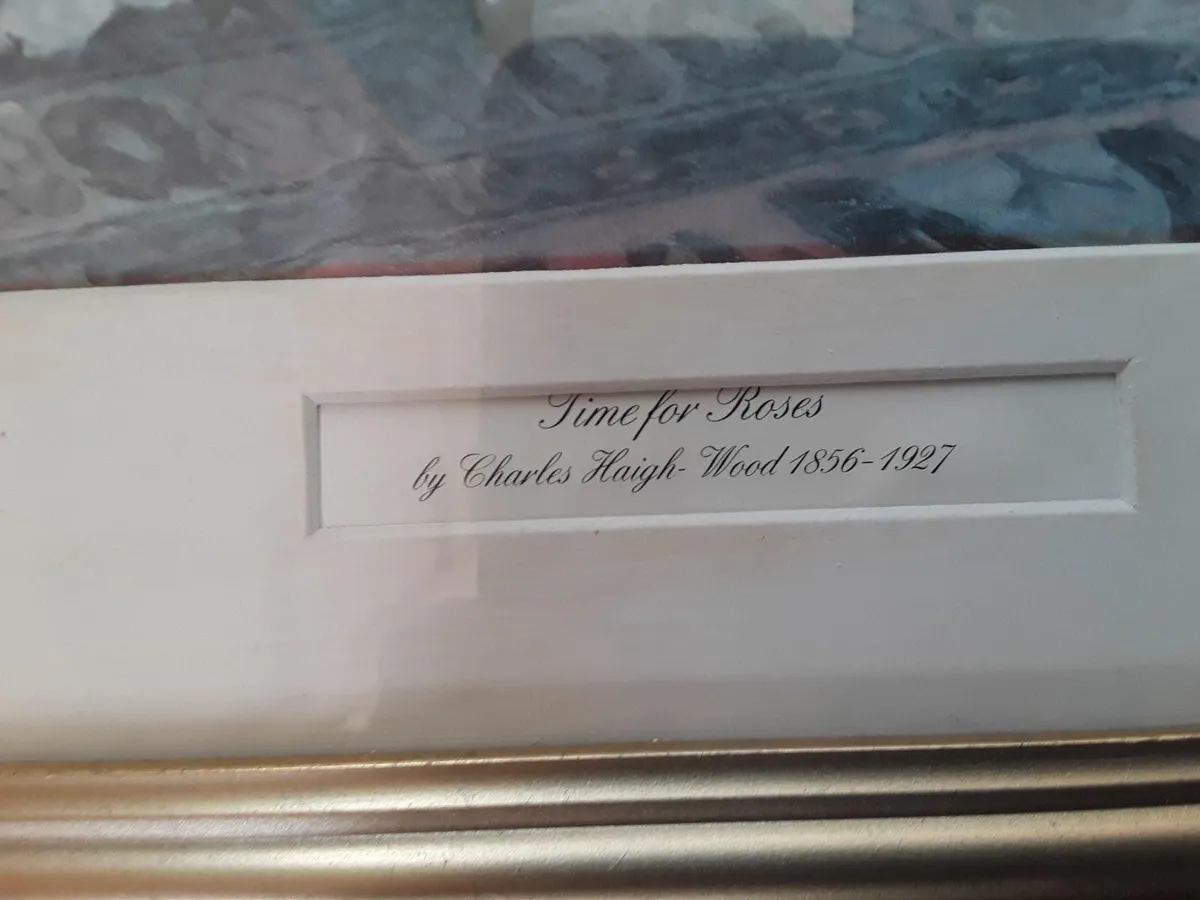 Time for Roses
by Charles Haigh-Wood 1856-1927